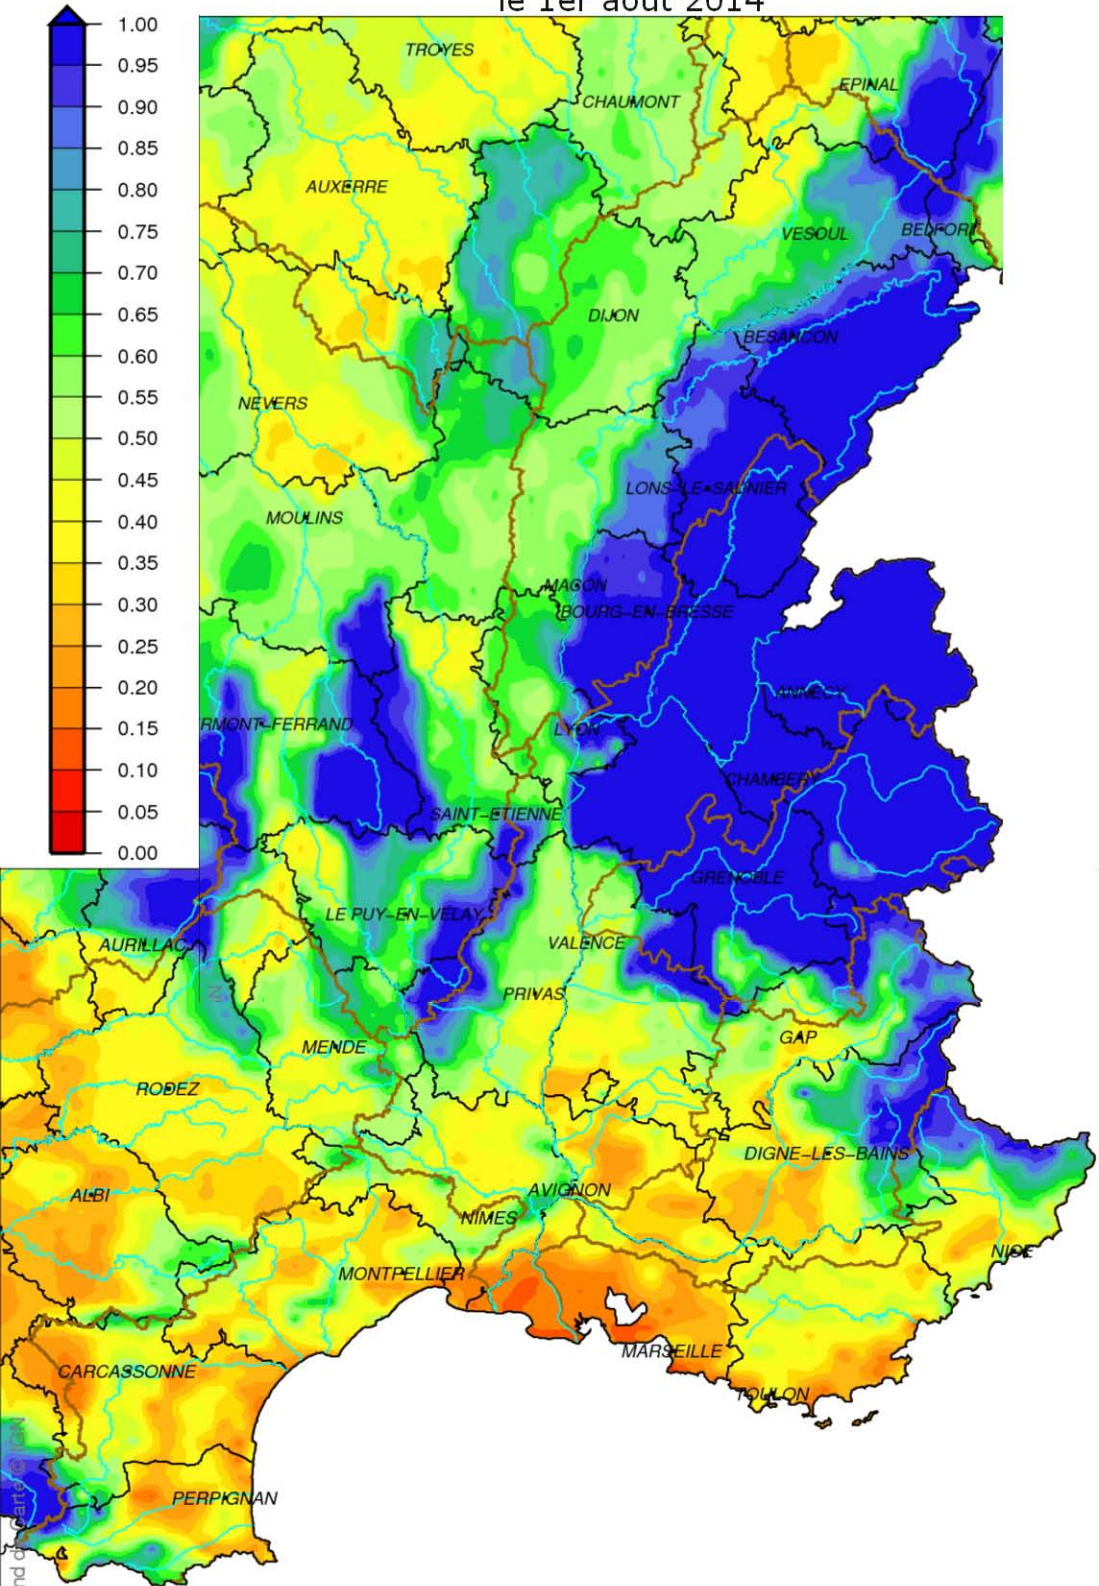 le 1er août 2014
1.00
0.95
0.90
0.85
0.80
0.75
0.70
0.65
0.60
0.55
0.50
0.45
0.40
0.35
0.30
0.25
0.20
0.15
0.10
0.05
0.00
TROYES
EPINAL
CHAUMONT
AUXERRE
VESOUL
BELFORT
DIJON
BESANCON
NEVERS
LONS-LE-SAUNIER
MOULINS
MACON
BOURG-EN-BRESSE
ANNECY
RMONT-FERRAND
LYON
CHAMBERY
SAINT-ETIENNE
GRENOBLE
LE PUY-EN-VELAY
AURILLAC
VALENCE
PRIVAS
GAP
MENDE
RODEZ
DIGNE-LES-BAINS
ALBI
AVIGNON
NIMES
NICE
MONTPELLIER
MARSEILLE
CARCASSONNE
TOULON
PERPIGNAN